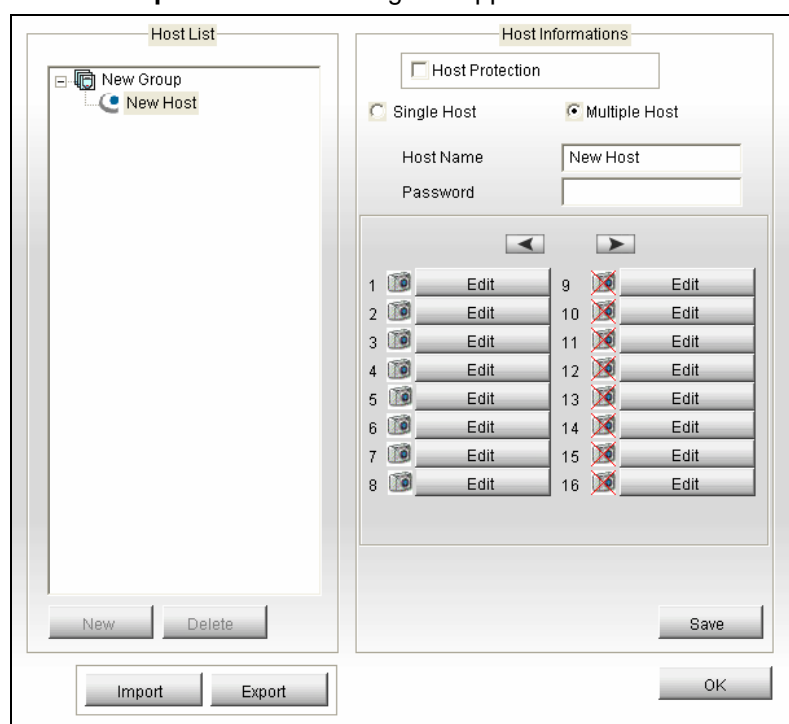 Host List
New Group
New Host
New
Delete
Import
Export
Host Informations
Host Protection
Single Host
Multiple Host
Host Name
New Host
Password
1 Edit 9 Edit
2 Edit 10 Edit
3 Edit 11 Edit
4 Edit 12 Edit
5 Edit 13 Edit
6 Edit 14 Edit
7 Edit 15 Edit
8 Edit 16 Edit
Save
OK